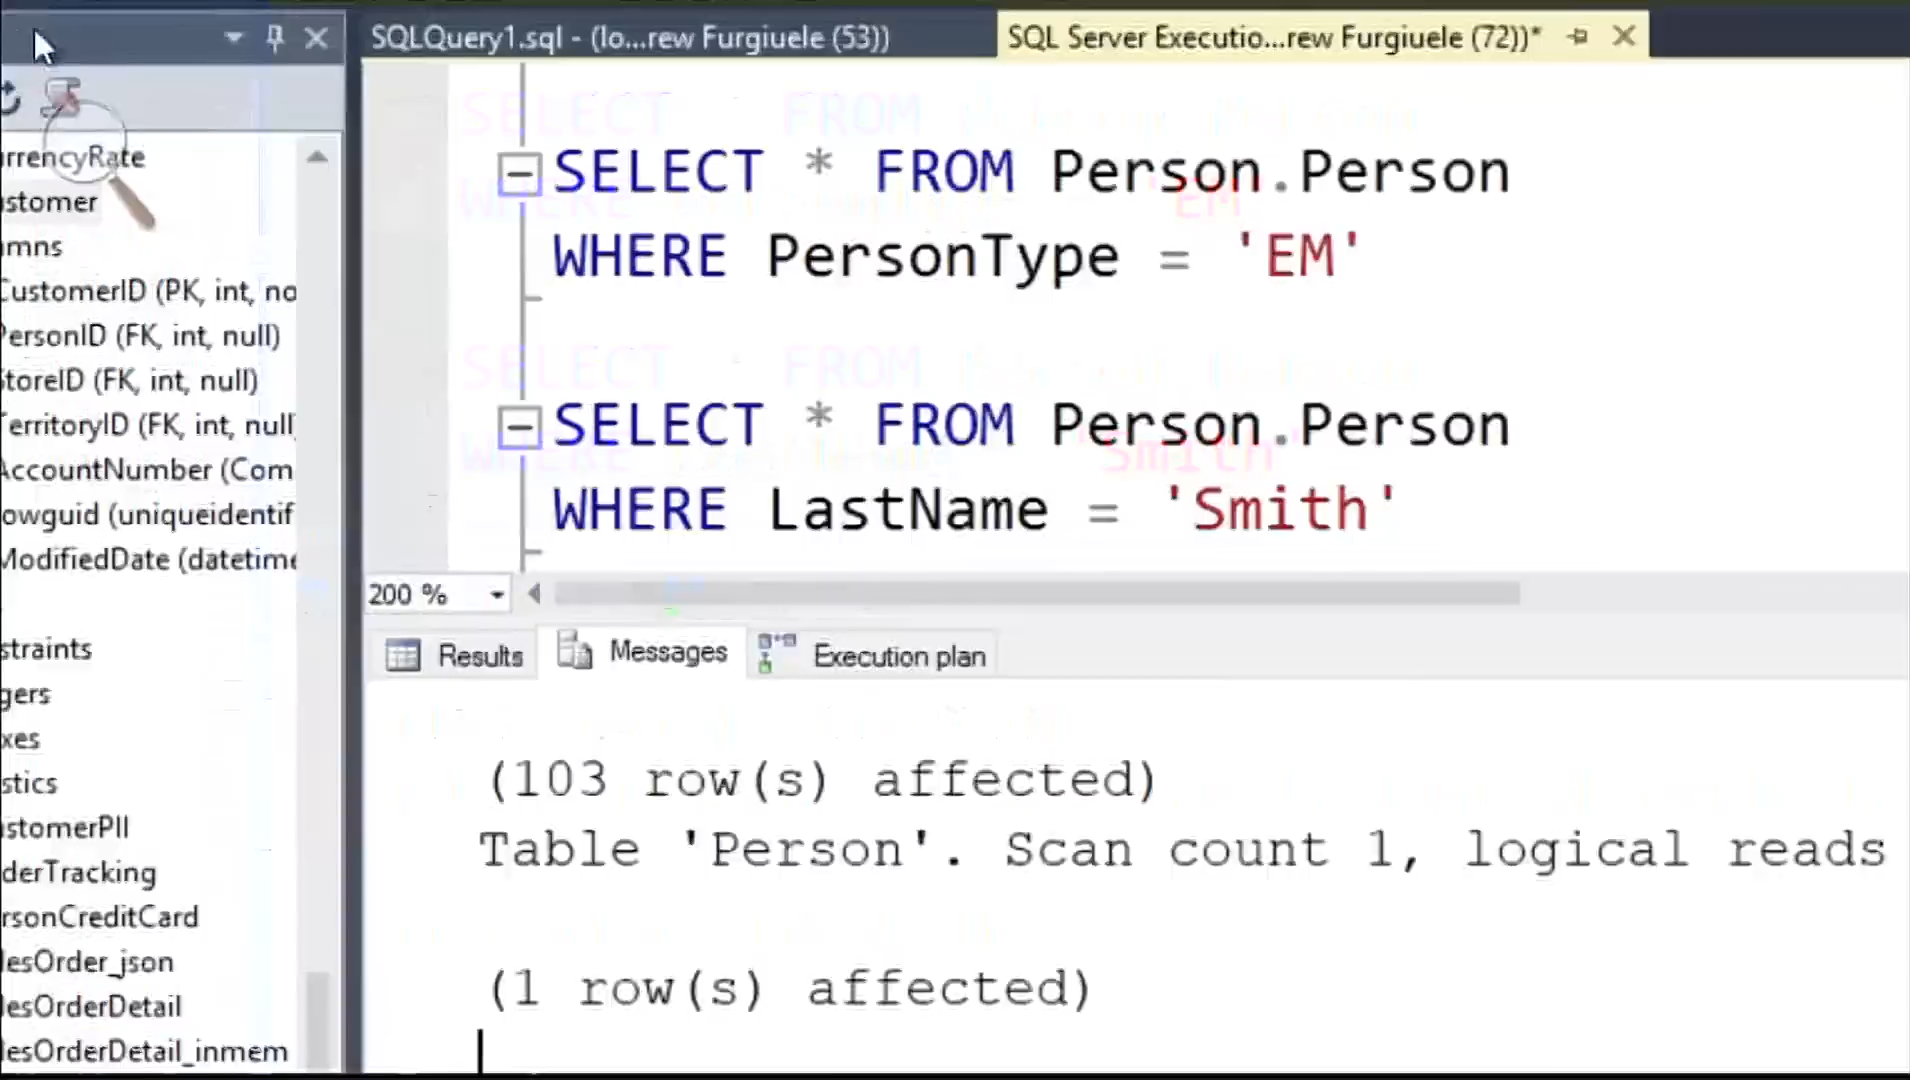 SQLQuery1.sql - (lo...rew Furgiuele (53))
SQL Server Executio...rew Furgiuele (72))*
rrencyRate
stomer
mns
CustomerID (PK, int, no
PersonID (FK, int, null)
StoreID (FK, int, null)
TerritoryID (FK, int, null
AccountNumber (Com
owguid (uniqueidentif
ModifiedDate (datetime
straints
gers
xes
stics
stomerPII
derTracking
rsonCreditCard
lesOrder_json
lesOrderDetail
lesOrderDetail_inmem
SELECT * FROM Person.Person
WHERE PersonType = 'EM'
SELECT * FROM Person.Person
WHERE LastName = 'Smith'
200 %
Results Messages Execution plan
(103 row(s) affected)
Table 'Person'. Scan count 1, logical reads
(1 row(s) affected)